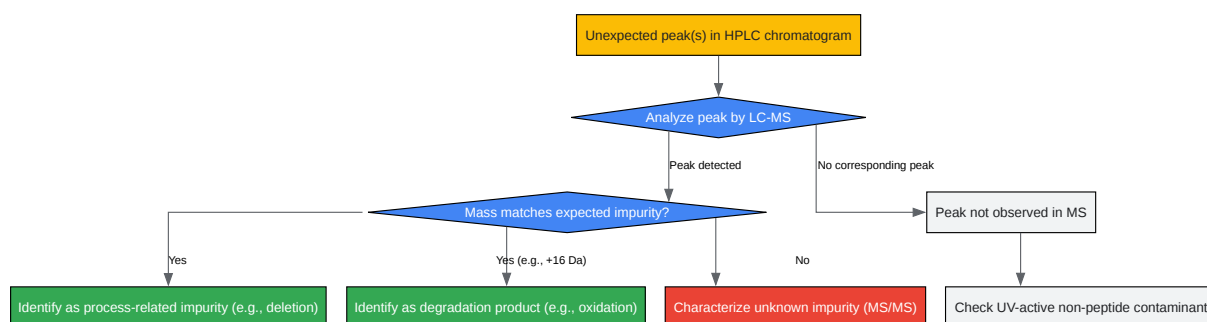 Unexpected peak(s) in HPLC chromatogram
Analyze peak by LC-MS
Peak detected
No corresponding peak
Mass matches expected impurity?
Peak not observed in MS
Yes
Yes (e.g., +16 Da)
No
Identify as process-related impurity (e.g., deletion)
Identify as degradation product (e.g., oxidation)
Characterize unknown impurity (MS/MS)
Check UV-active non-peptide contaminant